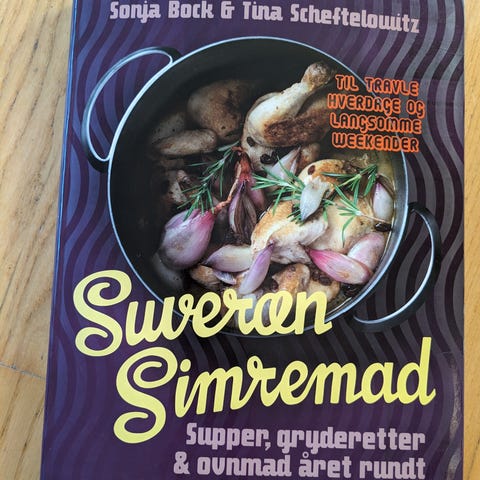 Sonja Bock & Tina Scheftelowitz
TIL TRAVLE
HVERDAGE OG
LANGSOMME
WEEKENDER
Suveræn
Simremad
Supper, gryderetter
& ovnmad året rundt